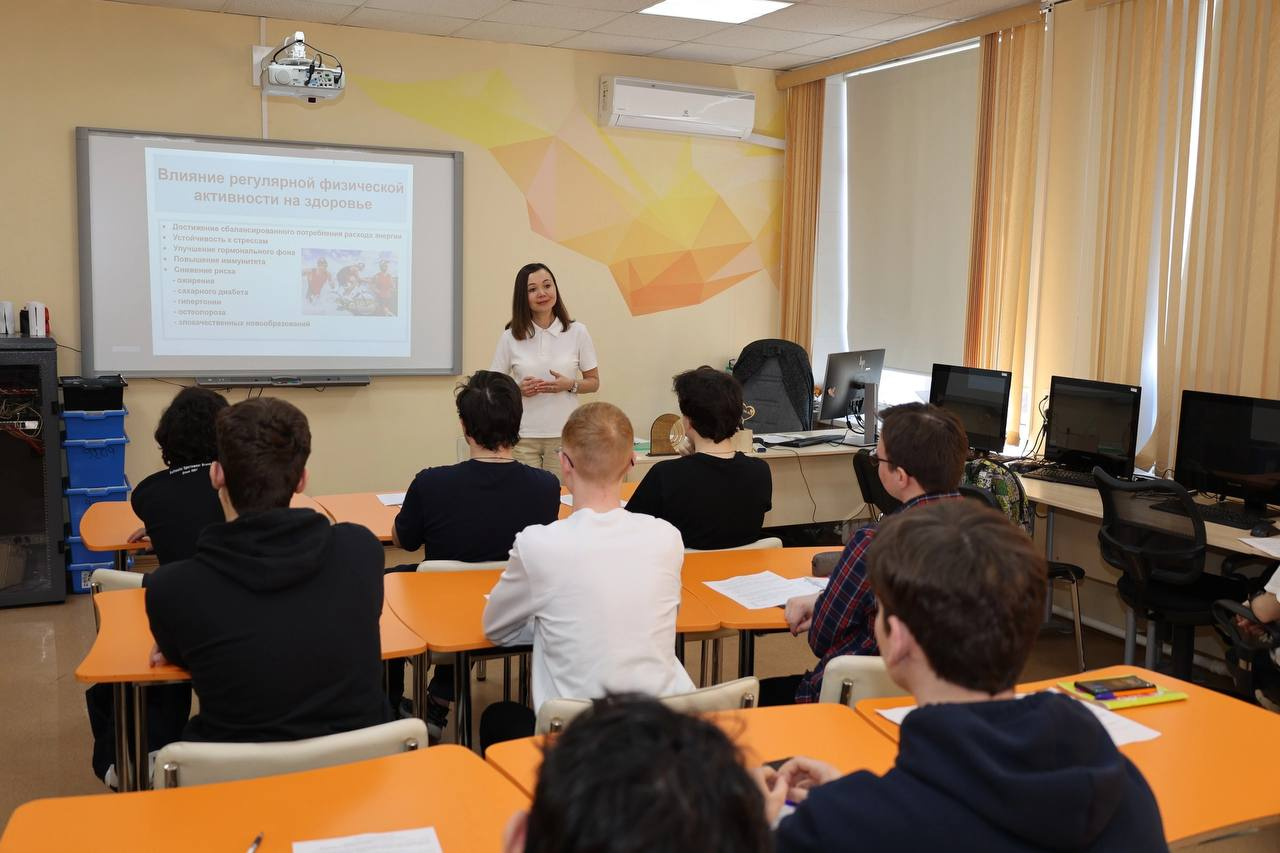 Влияние регулярной физической
активности на здоровье
• Достижение сбалансированного потребления расхода энергии
• Устойчивость к стрессам
• Улучшение гормонального фона
• Повышение иммунитета
• Снижение риска
- ожирения
- сахарного диабета
- гипертонии
- остеопороза
- злокачественных новообразований